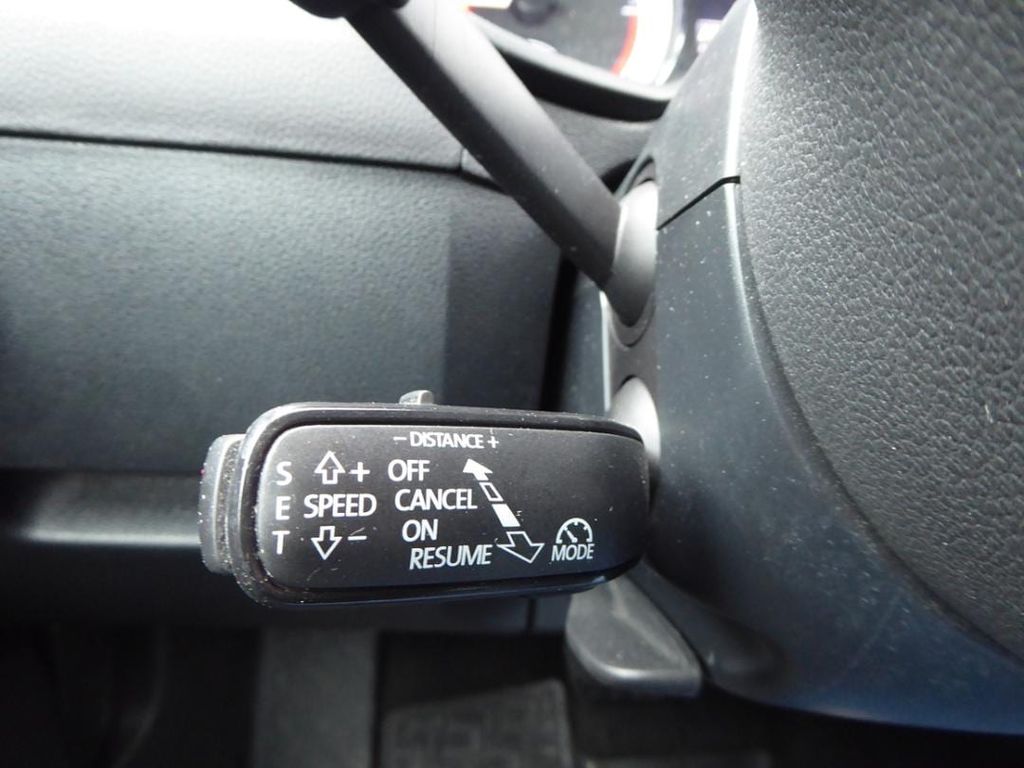 - DISTANCE +
S + OFF
E SPEED CANCEL
T - ON
RESUME MODE